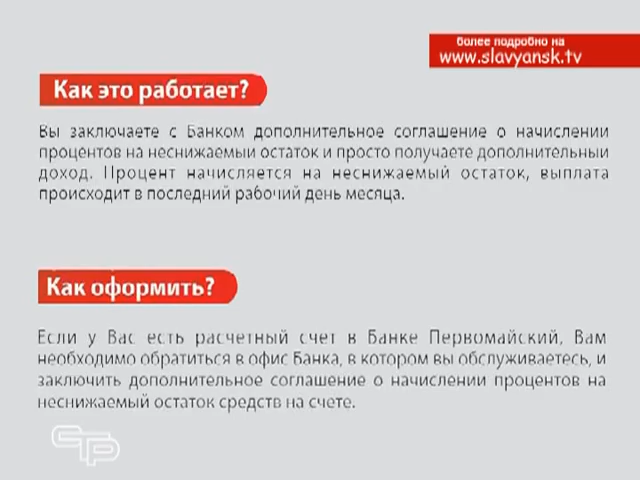 более подробно на
www.slavyansk.tv
Как это работает?
Вы заключаете с Банком дополнительное соглашение о начислении
процентов на неснижаемый остаток и просто получаете дополнительный
доход. Процент начисляется на неснижаемый остаток, выплата
происходит в последний рабочий день месяца.
Как оформить?
Если у Вас есть расчетный счет в Банке Первомайский, Вам
необходимо обратиться в офис Банка, в котором вы обслуживаетесь, и
заключить дополнительное соглашение о начислении процентов на
неснижаемый остаток средств на счете.
СТР